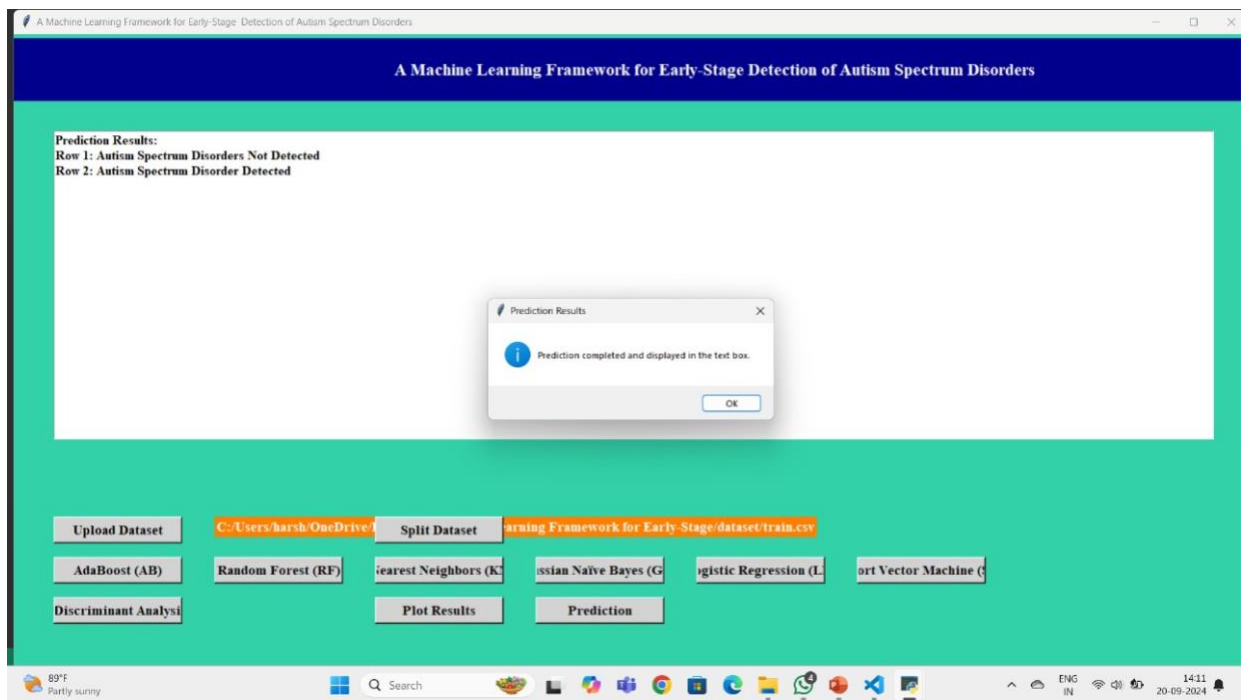 A Machine Learning Framework for Early-Stage Detection of Autism Spectrum Disorders
A Machine Learning Framework for Early-Stage Detection of Autism Spectrum Disorders
Prediction Results:
Row 1: Autism Spectrum Disorders Not Detected
Row 2: Autism Spectrum Disorder Detected
Prediction Results
Prediction completed and displayed in the text box.
OK
Upload Dataset
C:/Users/harsh/OneDrive/
Split Dataset
arning Framework for Early-Stage/dataset/train.csv
AdaBoost (AB)
Random Forest (RF)
earest Neighbors (K
ssian Naïve Bayes (G
gistic Regression (L
ort Vector Machine (
Discriminant Analysi
Plot Results
Prediction
89°F
Partly sunny
Search
4
ENG
IN
14:11
20-09-2024